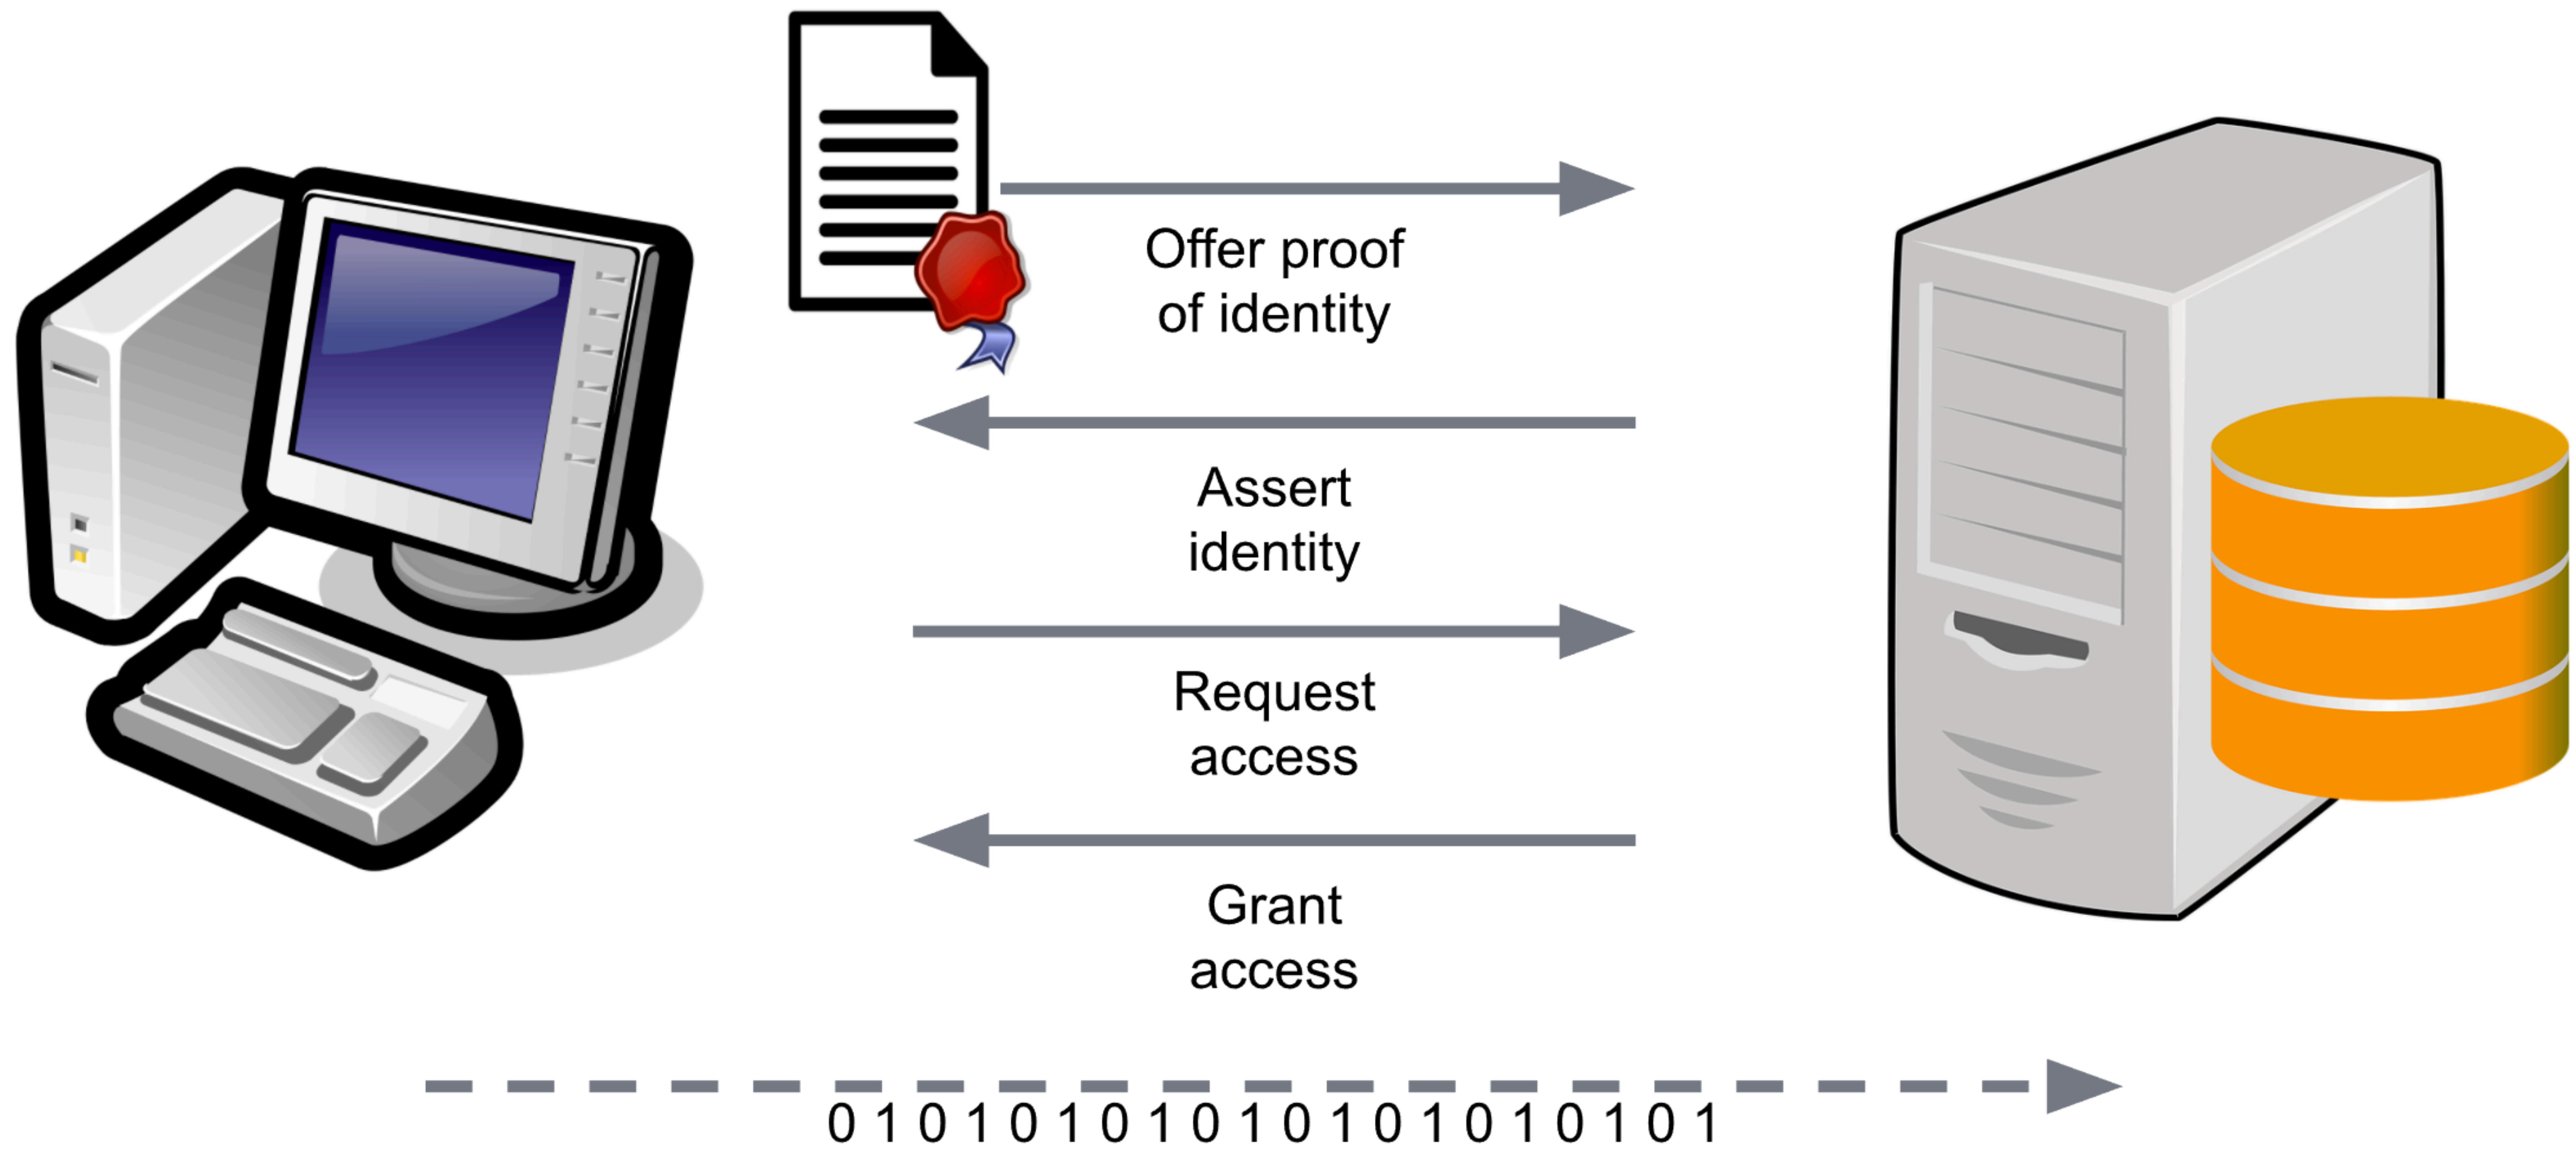 Offer proof
of identity
Assert
identity
Request
access
Grant
access
0 1 0 1 0 1 0 1 0 1 0 1 0 1 0 1 0 1 0 1